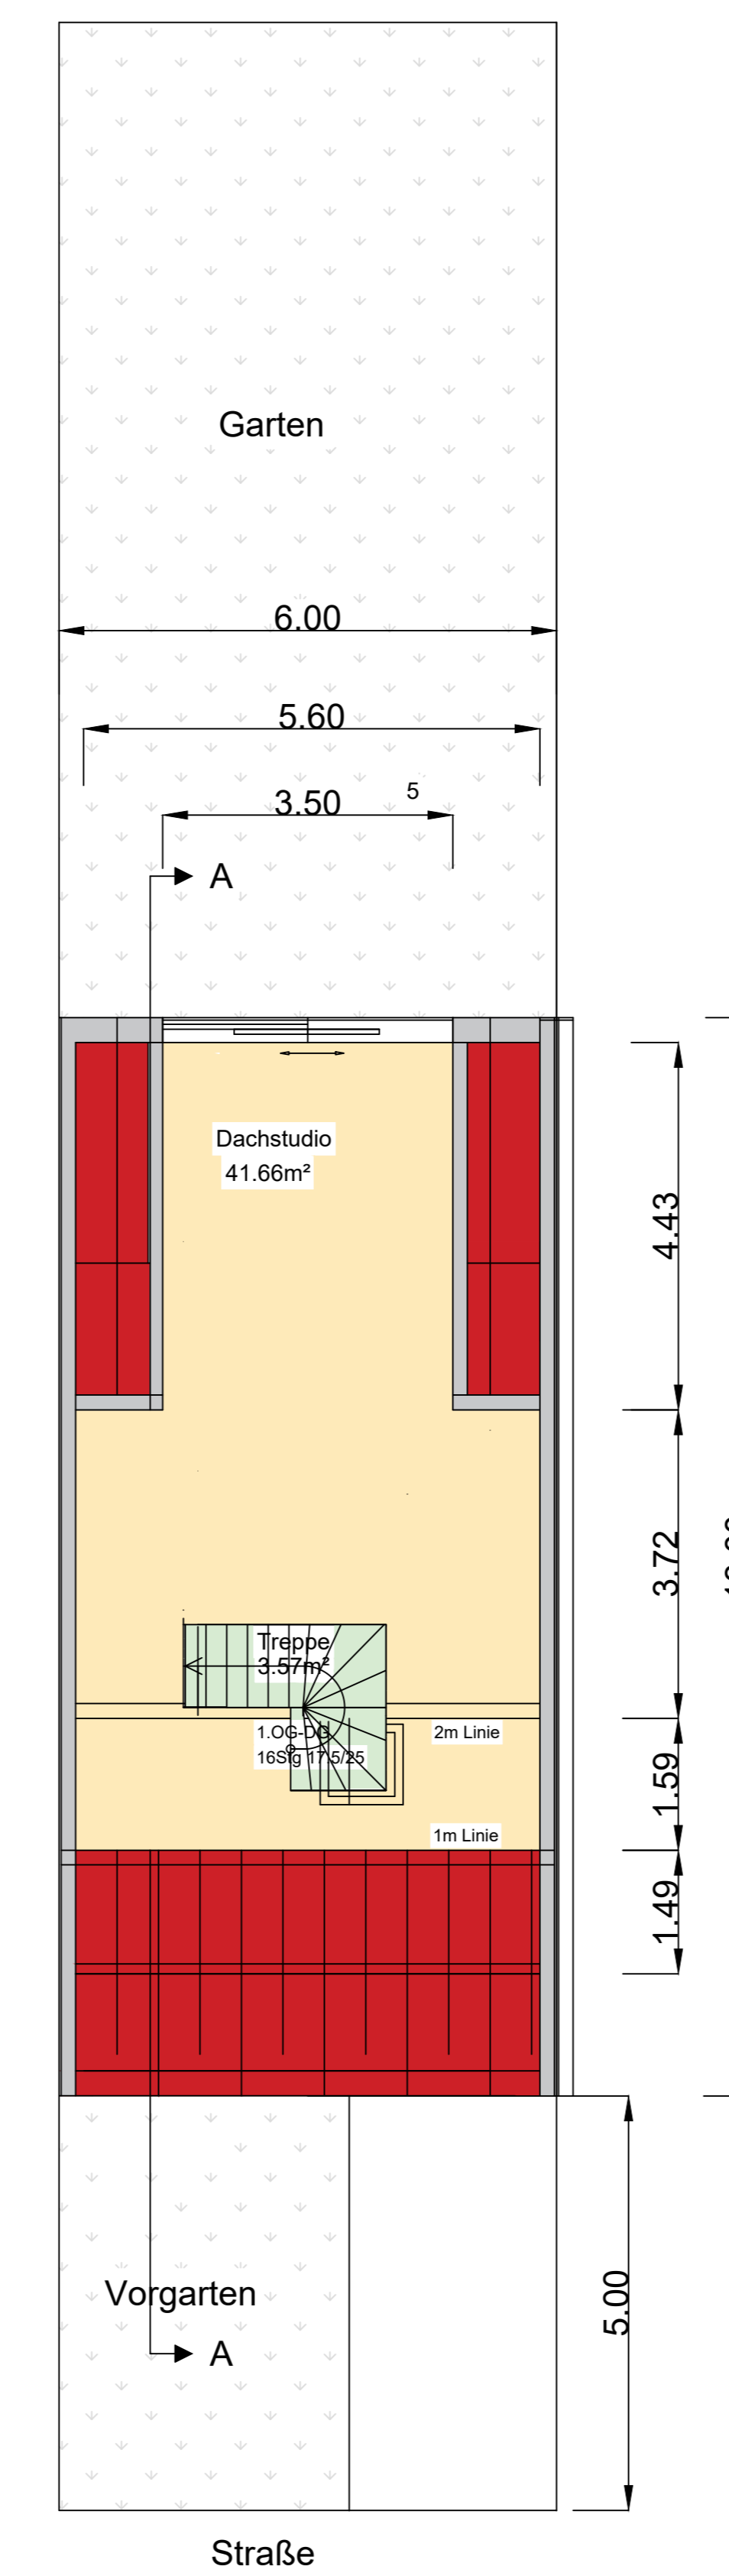 Garten
6.00
5.60
3.50
5
A
Dachstudio
41.66m²
4.43
3.72
Treppe
3.57m²
1.OG-DG
16Stg 17.5/25
2m Linie
1.59
1m Linie
1.49
Vorgarten
5.00
A
Straße